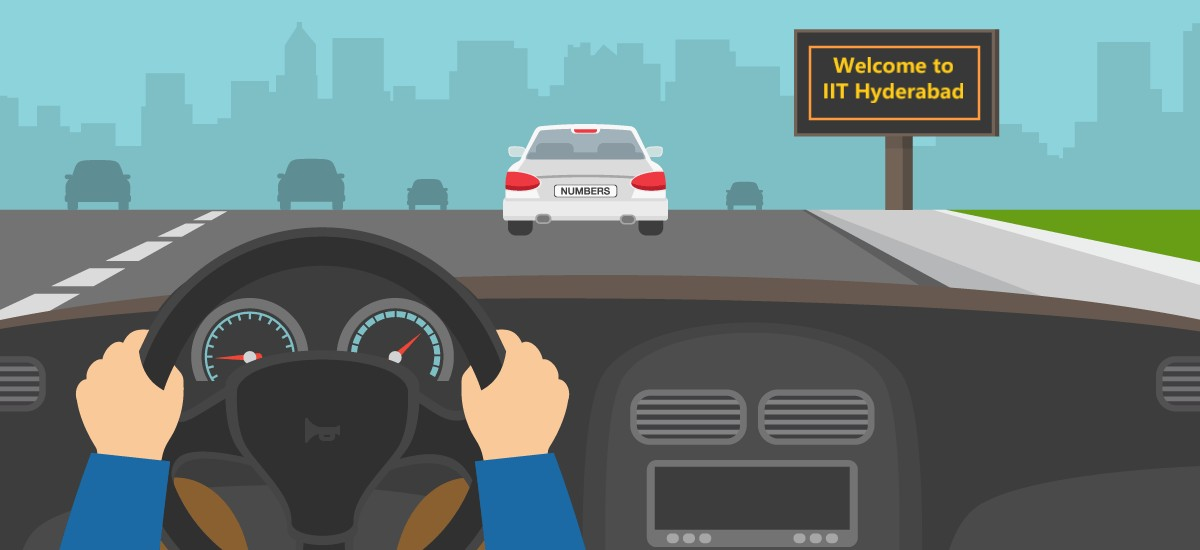 Welcome to
IIT Hyderabad
NUMBERS